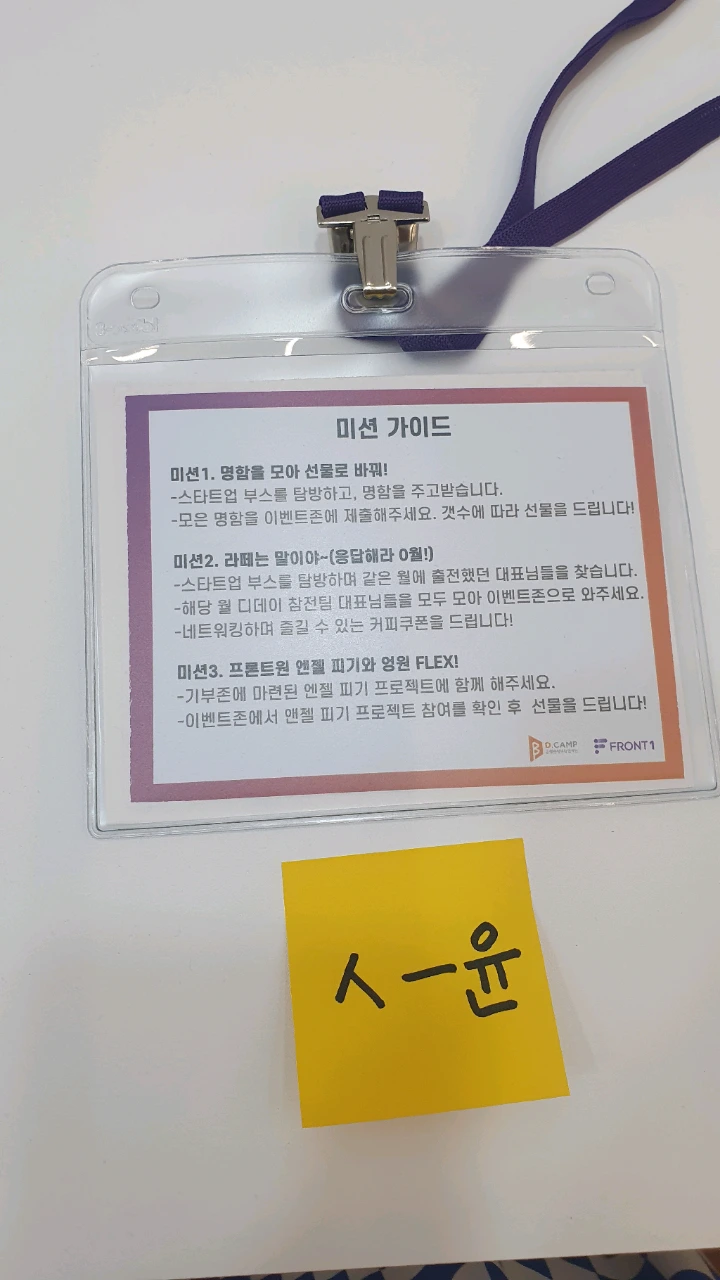 미션 가이드
미션1. 명함을 모아 선물로 바꿔!
-스타트업 부스를 탐방하고, 명함을 주고받습니다.
-모은 명함을 이벤트존에 제출해주세요. 갯수에 따라 선물을 드립니다!
미션2. 라떼는 말이야~(응답해라 0월!)
-스타트업 부스를 탐방하며 같은 월에 출전했던 대표님들을 찾습니다.
-해당 월 디데이 참전팀 대표님들을 모두 모아 이벤트존으로 와주세요.
-네트워킹하며 즐길 수 있는 커피쿠폰을 드립니다!
미션3. 프론트원 엔젤 피기와 영원 FLEX!
-기부존에 마련된 엔젤 피기 프로젝트에 함께 해주세요.
-이벤트존에서 앤젤 피기 프로젝트 참여를 확인 후 선물을 드립니다!
D.CAMP FRONT1
ㅅㅡ윤